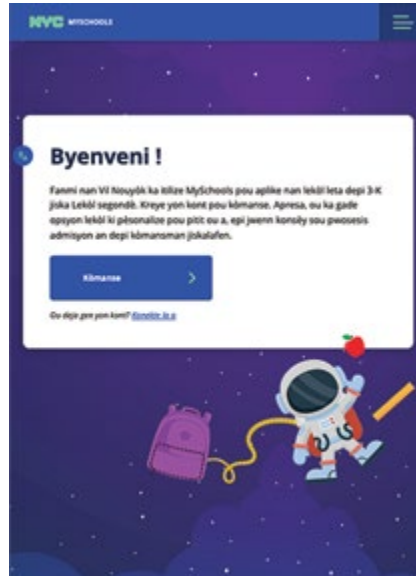 NYC MYSCHOOLS
Byenveni !
Fanmi nan Vil Nouyòk ka itilize MySchools pou aplike nan lekòl leta depi 3-K
jiska Lekòl segondè. Kreye yon kont pou kòmanse. Apresa, ou ka gade
opsyon lekòl ki pèsonalize pou pitit ou a, epi jwenn konsèy sou pwosesis
admisyon an depi kòmansman jiskalafen.
Kòmanse
Ou deja gen yon kont? Konekte la a